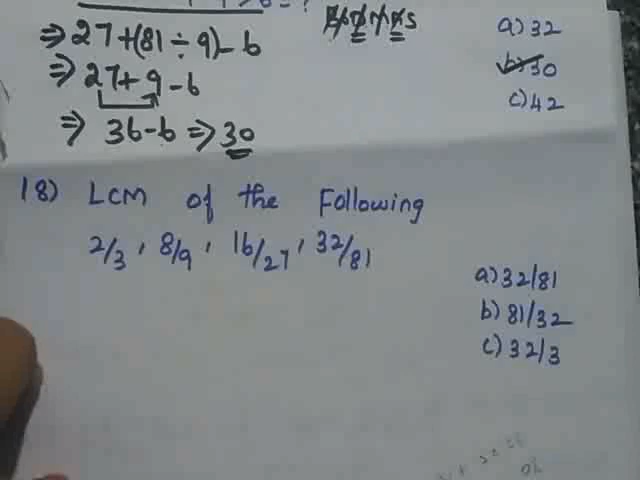 ⇒ 27+(81 ÷ 9) - 6
⇒ 27 + 9 - 6
⇒ 36 - 6 ⇒ 30
a) 32
b) 30
c) 42
18) LCM of the Following
2/3 , 8/9 , 16/27 , 32/81
a) 32/81
b) 81/32
c) 32/3